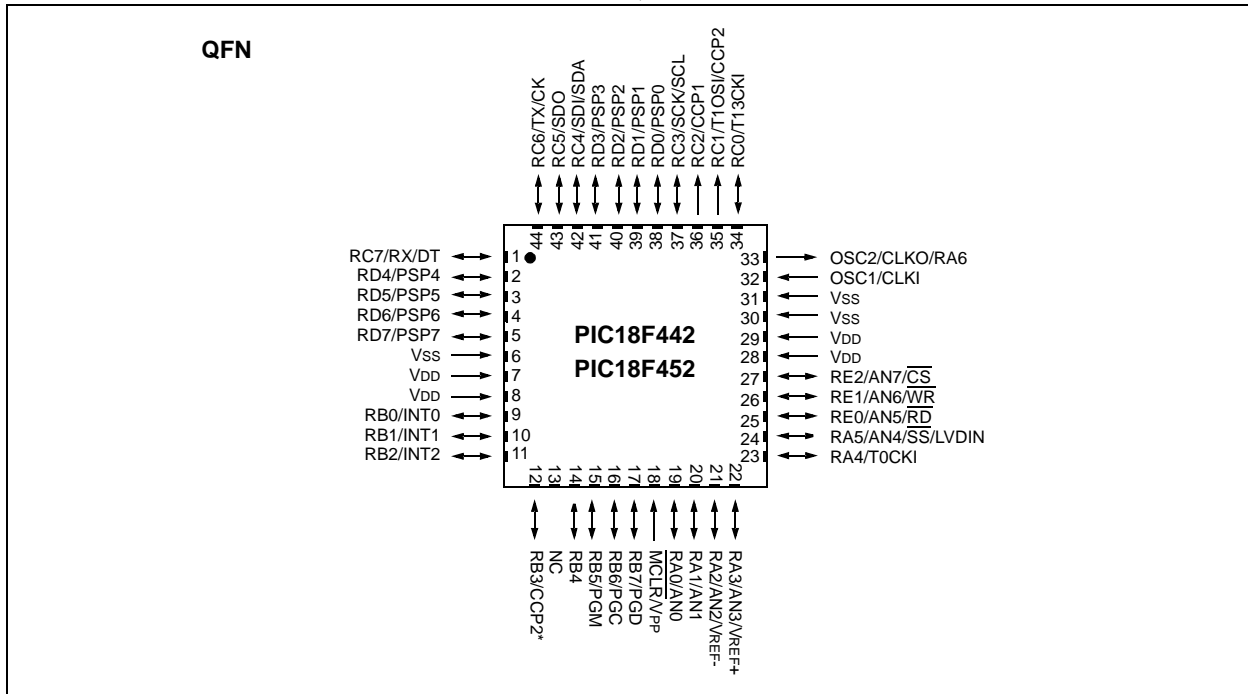 QFN
RC6/TX/CK
RC5/SDO
RC4/SDI/SDA
RD3/PSP3
RD2/PSP2
RD1/PSP1
RD0/PSP0
RC3/SCK/SCL
RC2/CCP1
RC1/T1OSI/CCP2
RC0/T13CKI
44
43
42
41
40
39
38
37
36
35
34
RC7/RX/DT 1
RD4/PSP4 2
RD5/PSP5 3
RD6/PSP6 4
RD7/PSP7 5
VSS 6
VDD 7
VDD 8
RB0/INT0 9
RB1/INT1 10
RB2/INT2 11
PIC18F442
PIC18F452
33 OSC2/CLKO/RA6
32 OSC1/CLKI
31 VSS
30 VSS
29 VDD
28 VDD
27 RE2/AN7/CS
26 RE1/AN6/WR
25 RE0/AN5/RD
24 RA5/AN4/SS/LVDIN
23 RA4/T0CKI
12
13
14
15
16
17
18
19
20
21
22
RB3/CCP2*
NC
RB4
RB5/PGM
RB6/PGC
RB7/PGD
MCLR/VPP
RA0/AN0
RA1/AN1
RA2/AN2/VREF-
RA3/AN3/VREF+